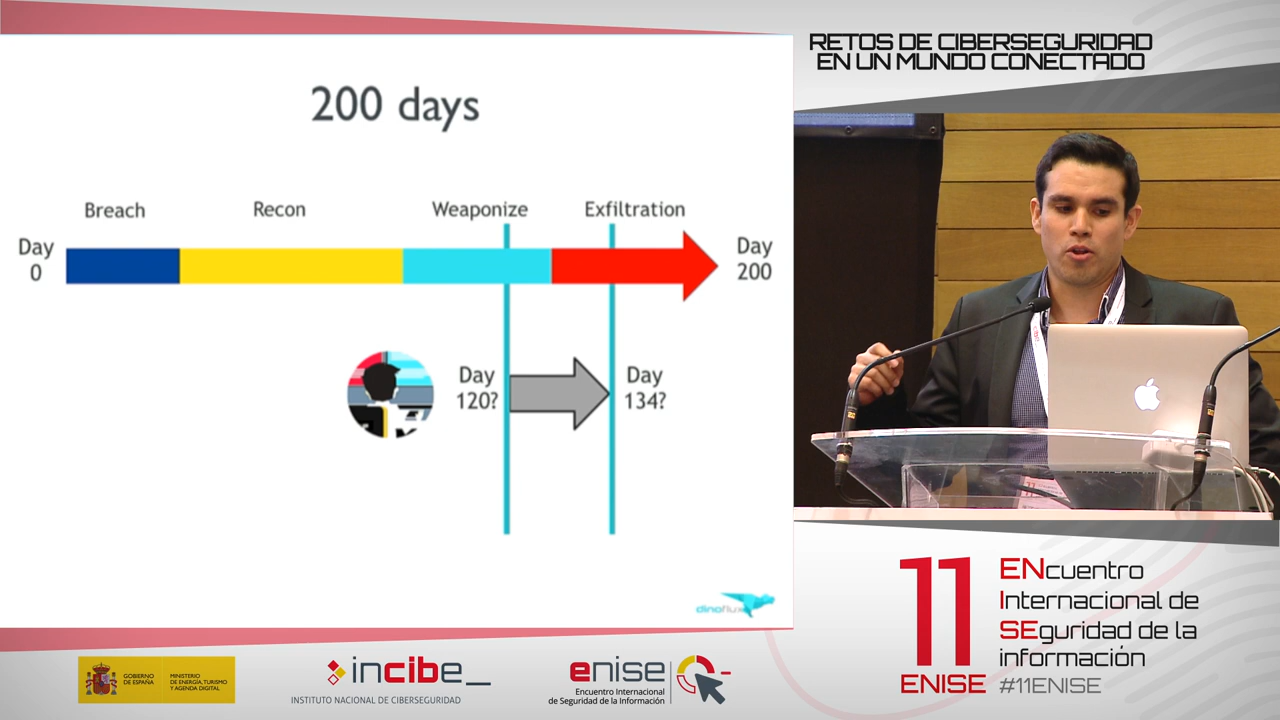 RETOS DE CIBERSEGURIDAD
EN UN MUNDO CONECTADO
200 days
Breach
Recon
Weaponize
Exfiltration
Day
0
Day
200
Day
120?
Day
134?
dinoflux
GOBIERNO
DE ESPAÑA
MINISTERIO
DE ENERGÍA, TURISMO
Y AGENDA DIGITAL
incibe_
INSTITUTO NACIONAL DE CIBERSEGURIDAD
enise
Encuentro Internacional
de Seguridad de la Información
11
ENISE
ENcuentro
Internacional de
SEguridad de la
información
#11ENISE